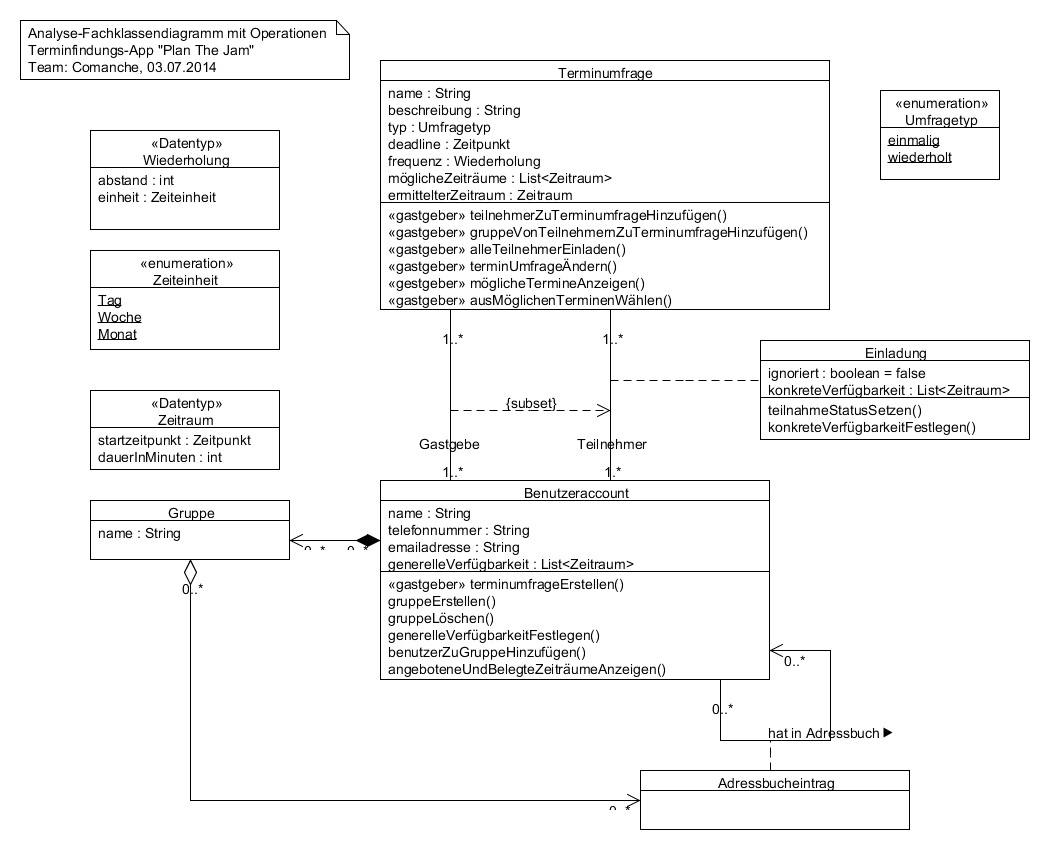 Analyse-Fachklassendiagramm mit Operationen
Terminfindungs-App "Plan The Jam"
Team: Comanche, 03.07.2014
Terminumfrage
name : String
beschreibung : String
typ : Umfragetyp
deadline : Zeitpunkt
frequenz : Wiederholung
möglicheZeiträume : List<Zeitraum>
ermittelterZeitraum : Zeitraum
«gastgeber» teilnehmerZuTerminumfrageHinzufügen()
«gastgeber» gruppeVonTeilnehmernZuTerminumfrageHinzufügen()
«gastgeber» alleTeilnehmerEinladen()
«gastgeber» terminUmfrageÄndern()
«gestgeber» möglicheTermineAnzeigen()
«gastgeber» ausMöglichenTerminenWählen()
«enumeration»
Umfragetyp
einmalig
wiederholt
«Datentyp»
Wiederholung
abstand : int
einheit : Zeiteinheit
«enumeration»
Zeiteinheit
Tag
Woche
Monat
«Datentyp»
Zeitraum
startzeitpunkt : Zeitpunkt
dauerInMinuten : int
1..*
1..*
{subset}
Gastgebe
Teilnehmer
1..*
1..*
Einladung
ignoriert : boolean = false
konkreteVerfügbarkeit : List<Zeitraum>
teilnahmeStatusSetzen()
konkreteVerfügbarkeitFestlegen()
Gruppe
name : String
0..*
0..*
0..*
Benutzeraccount
name : String
telefonnummer : String
emailadresse : String
generelleVerfügbarkeit : List<Zeitraum>
«gastgeber» terminumfrageErstellen()
gruppeErstellen()
gruppeLöschen()
generelleVerfügbarkeitFestlegen()
benutzerZuGruppeHinzufügen()
angeboteneUndBelegteZeiträumeAnzeigen()
0..*
0..*
hat in Adressbuch ▶
Adressbucheintrag
0..*